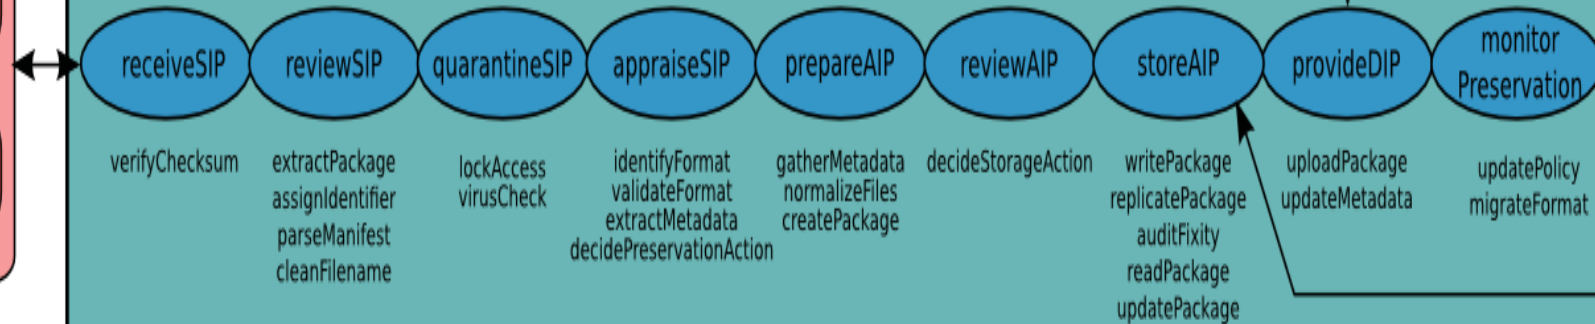 receiveSIP
reviewSIP
quarantineSIP
appraiseSIP
prepareAIP
reviewAIP
storeAIP
provideDIP
monitor
Preservation
verifyChecksum
extractPackage
assignIdentifier
parseManifest
cleanFilename
lockAccess
virusCheck
identifyFormat
validateFormat
extractMetadata
decidePreservationAction
gatherMetadata
normalizeFiles
createPackage
decideStorageAction
writePackage
replicatePackage
auditFixity
readPackage
updatePackage
uploadPackage
updateMetadata
updatePolicy
migrateFormat